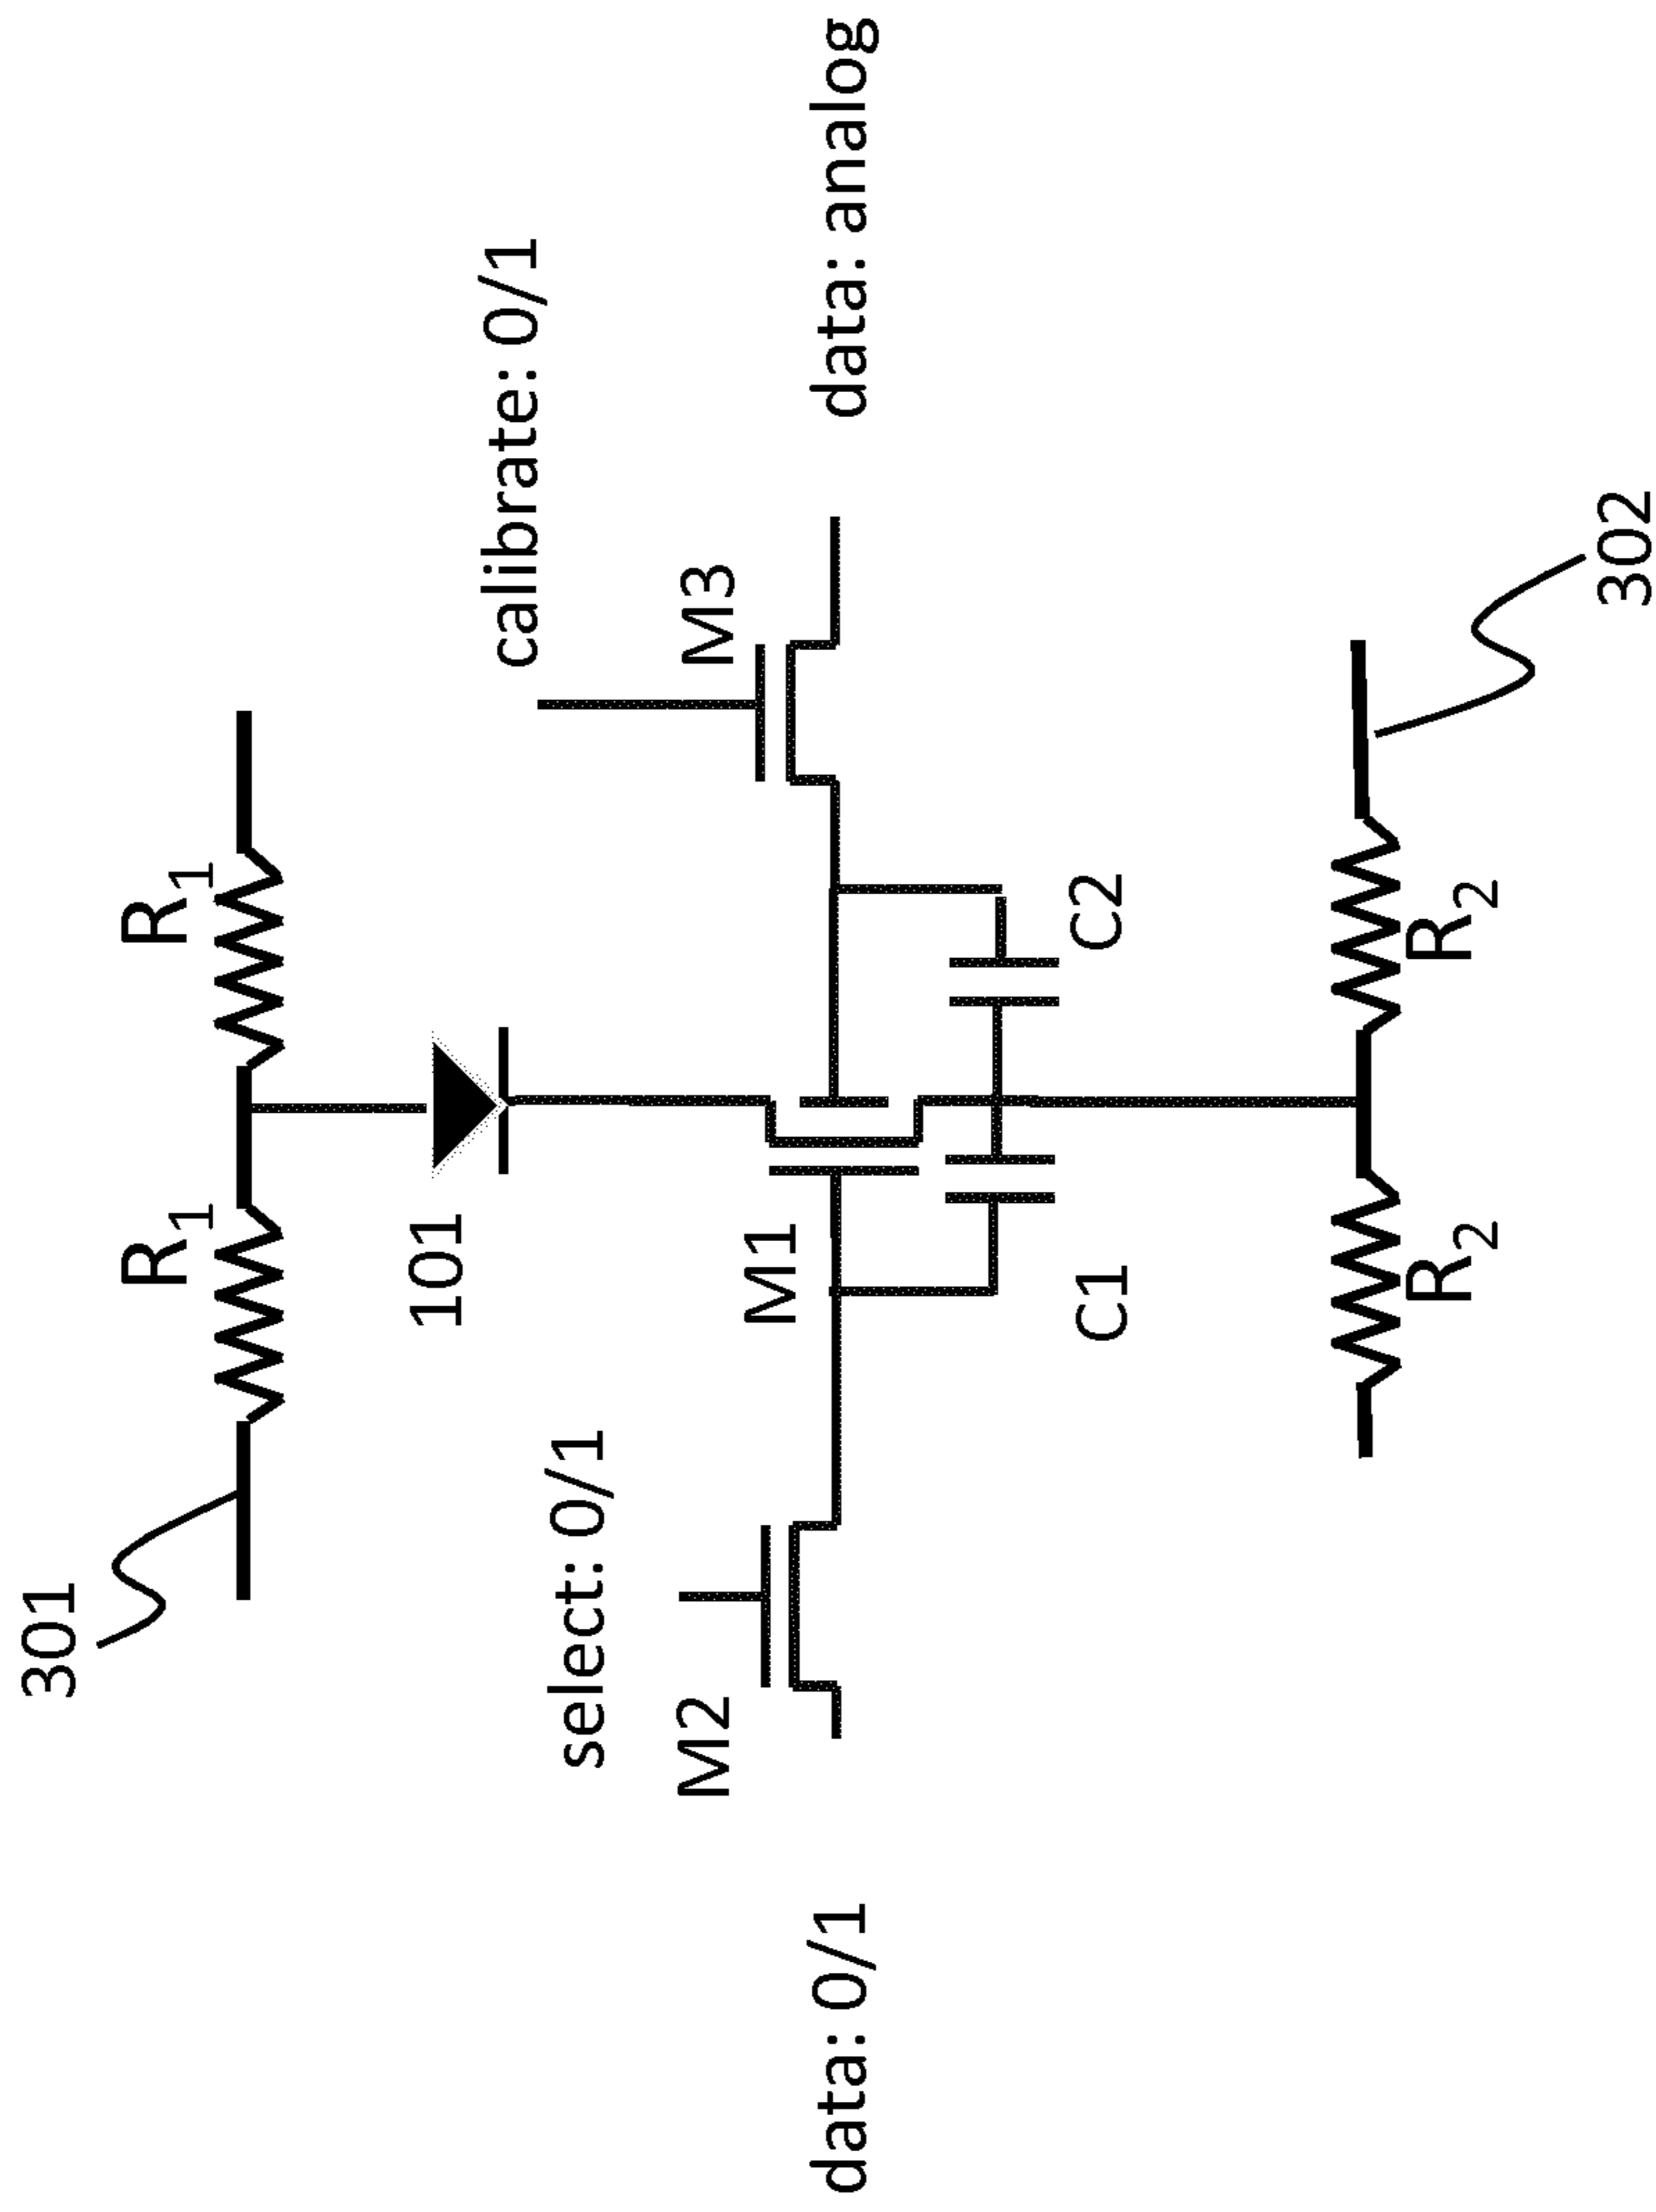 301
R1
R1
101
calibrate: 0/1
select: 0/1
M2
M1
M3
data: 0/1
data: analog
C1
C2
R2
R2
302